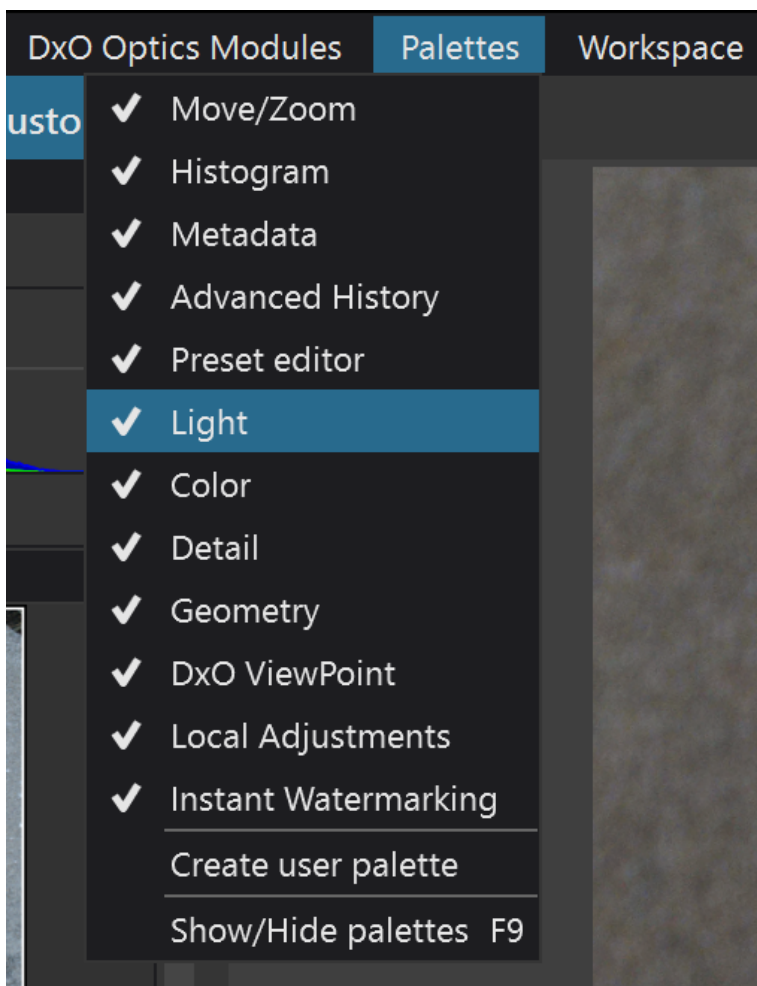 DxO Optics Modules Palettes Workspace
usto
Move/Zoom
Histogram
Metadata
Advanced History
Preset editor
Light
Color
Detail
Geometry
DxO ViewPoint
Local Adjustments
Instant Watermarking
Create user palette
Show/Hide palettes F9